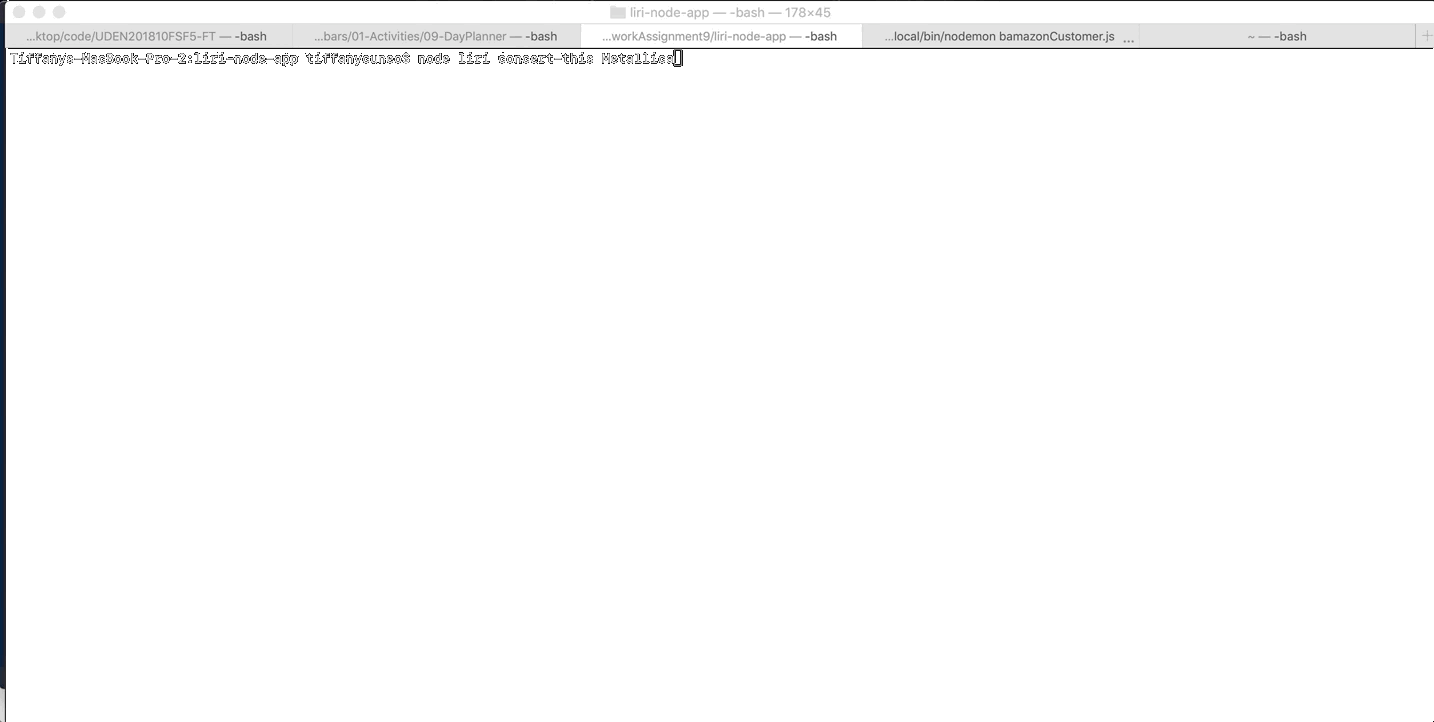 liri-node-app — -bash — 178×45
...ktop/code/UDEN201810FSF5-FT — -bash ...bars/01-Activities/09-DayPlanner — -bash ...workAssignment9/liri-node-app — -bash ...local/bin/nodemon bamazonCustomer.js ... ~ — -bash +
Tiffanys-MacBook-Pro-2:liri-node-app tiffanycuneo$ node liri consert-this Metallica